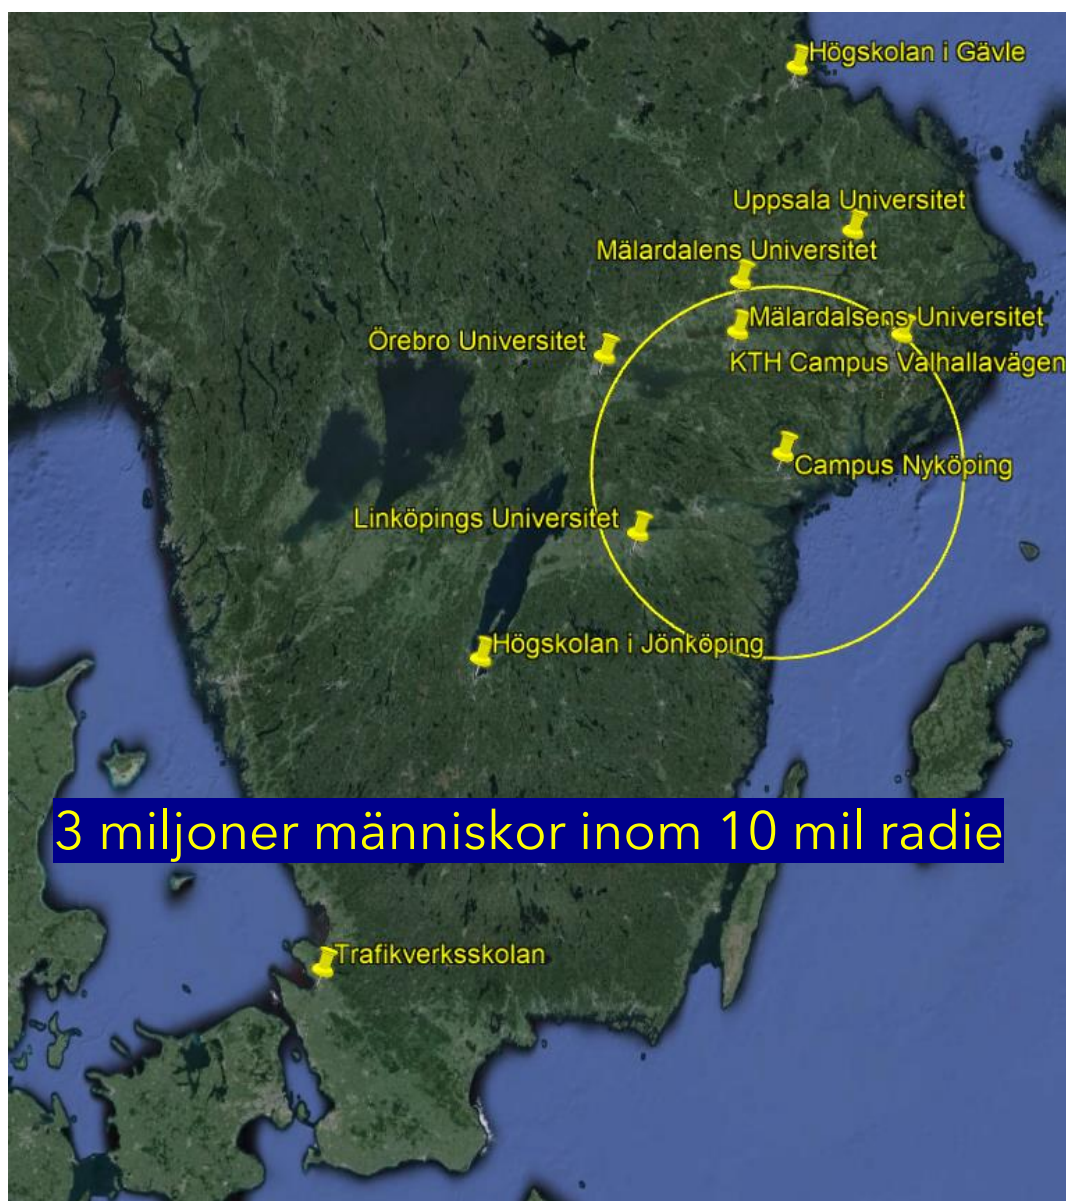 Högskolan i Gävle
Uppsala Universitet
Mälardalens Universitet
Mälardalsens Universitet
Örebro Universitet
KTH Campus Valhallavägen
Campus Nyköping
Linköpings Universitet
Högskolan i Jönköping
3 miljoner människor inom 10 mil radie
Trafikverksskolan